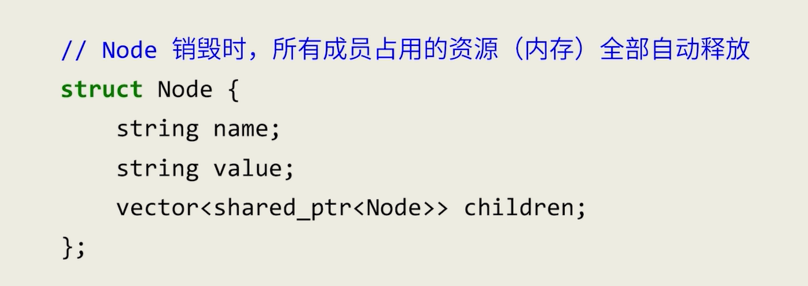 // Node 销毁时，所有成员占用的资源（内存）全部自动释放
struct Node {
    string name;
    string value;
    vector<shared_ptr<Node>> children;
};